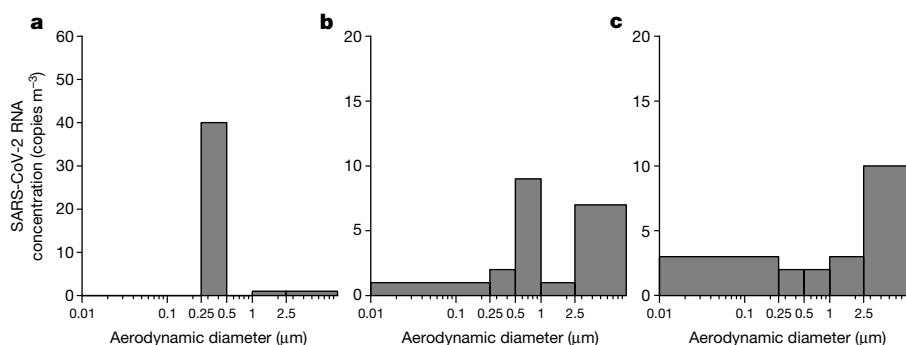 a
SARS-CoV-2 RNA
concentration (copies m⁻³)
60
50
40
30
20
10
0
0.01 0.1 0.25 0.5 1 2.5
Aerodynamic diameter (μm)
b
20
15
10
5
0
0.01 0.1 0.25 0.5 1 2.5
Aerodynamic diameter (μm)
c
20
15
10
5
0
0.01 0.1 0.25 0.5 1 2.5
Aerodynamic diameter (μm)